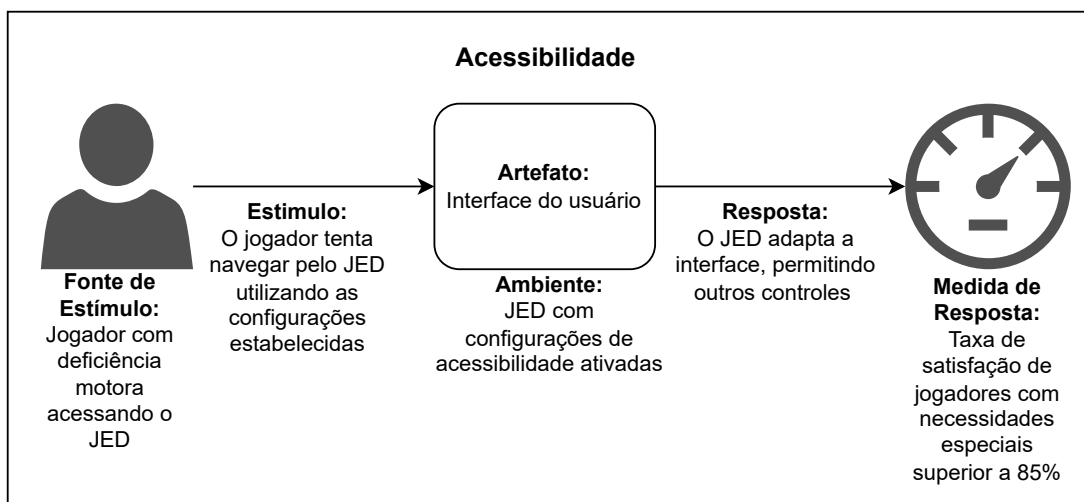 Acessibilidade
Fonte de
Estímulo:
Jogador com
deficiência
motora
acessando o
JED
Estimulo:
O jogador tenta
navegar pelo JED
utilizando as
configurações
estabelecidas
Artefato:
Interface do usuário
Ambiente:
JED com
configurações de
acessibilidade ativadas
Resposta:
O JED adapta a
interface, permitindo
outros controles
Medida de
Resposta:
Taxa de
satisfação de
jogadores com
necessidades
especiais
superior a 85%